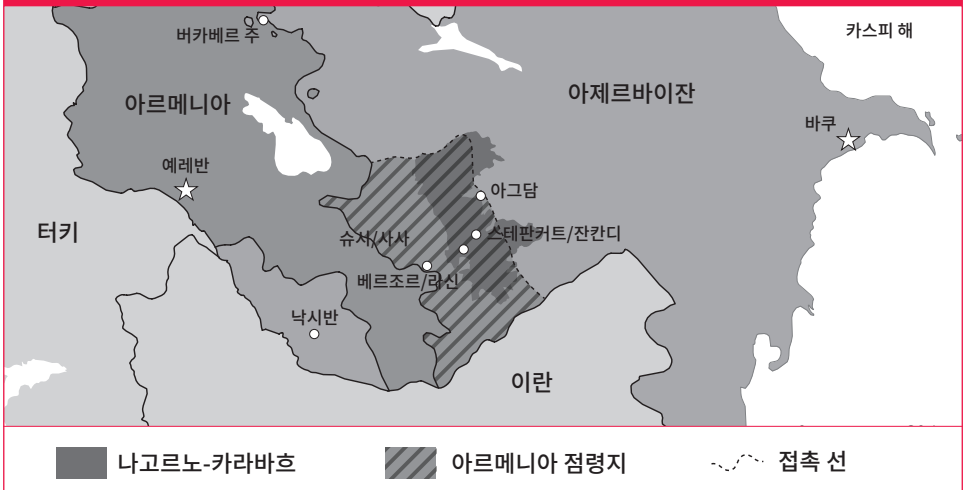 버카베르 주
카스피 해
아르메니아
아제르바이잔
바쿠
예레반
아그담
터키
슈시/샤사
스테판커트/잔칸디
베르조르/라신
낙시반
이란
나고르노-카라바흐
아르메니아 점령지
접촉 선